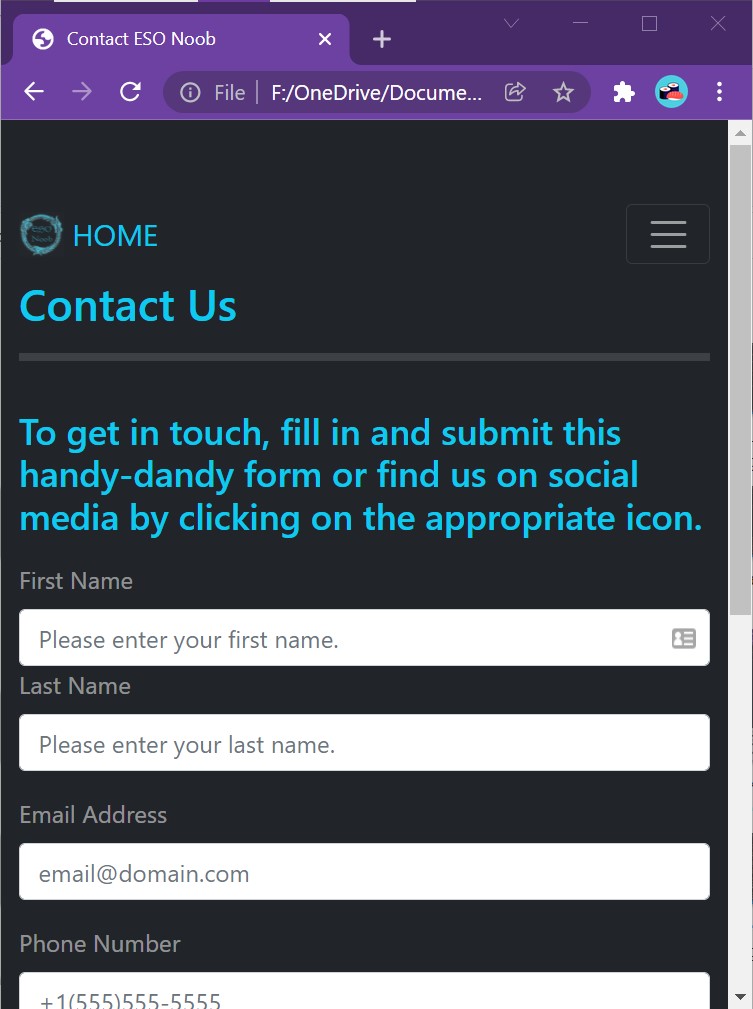 Contact ESO Noob
File
F:/OneDrive/Docume...
ESO
Noob
HOME
Contact Us
To get in touch, fill in and submit this
handy-dandy form or find us on social
media by clicking on the appropriate icon.
First Name
Please enter your first name.
Last Name
Please enter your last name.
Email Address
email@domain.com
Phone Number
+1(555)555-5555